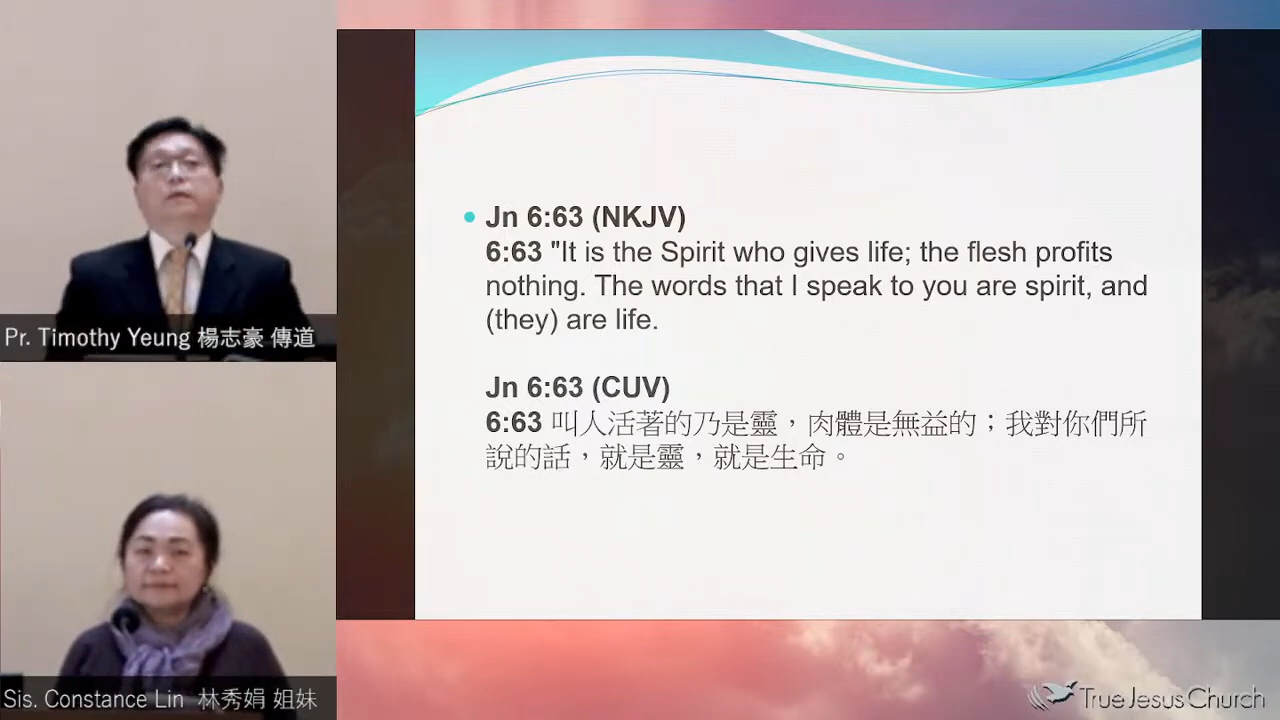 Jn 6:63 (NKJV)
6:63 "It is the Spirit who gives life; the flesh profits
nothing. The words that I speak to you are spirit, and
(they) are life.
Jn 6:63 (CUV)
6:63 叫人活著的乃是靈，肉體是無益的；我對你們所
說的話，就是靈，就是生命。
Pr. Timothy Yeung 楊志豪 傳道
Sis. Constance Lin 林秀娟 姐妹
True Jesus Church